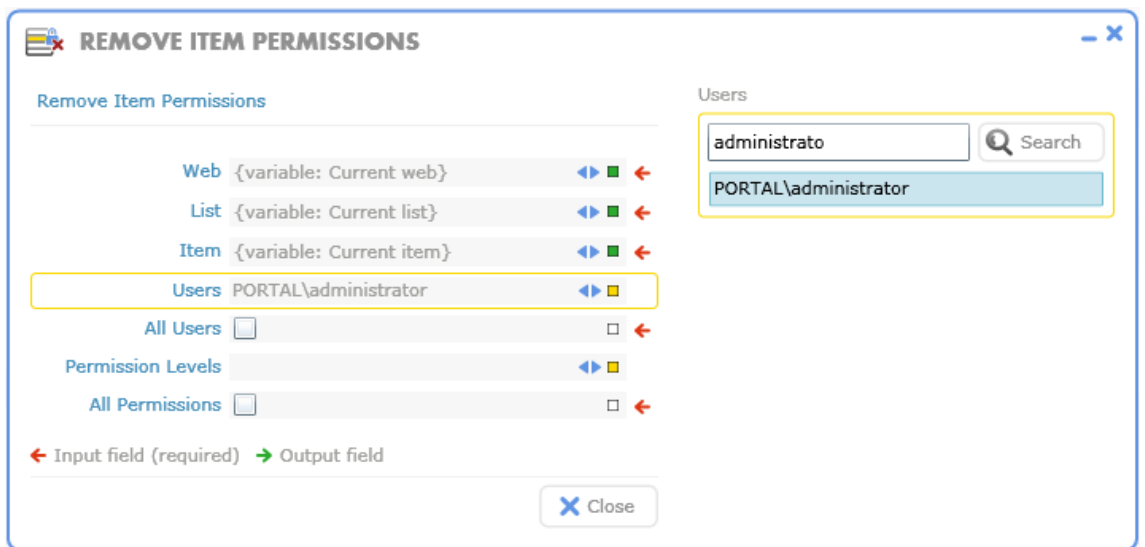 REMOVE ITEM PERMISSIONS
Remove Item Permissions
Web {variable: Current web}
List {variable: Current list}
Item {variable: Current item}
Users PORTAL\administrator
All Users
Permission Levels
All Permissions
Input field (required) Output field
Close
Users
administrato Search
PORTAL\administrator